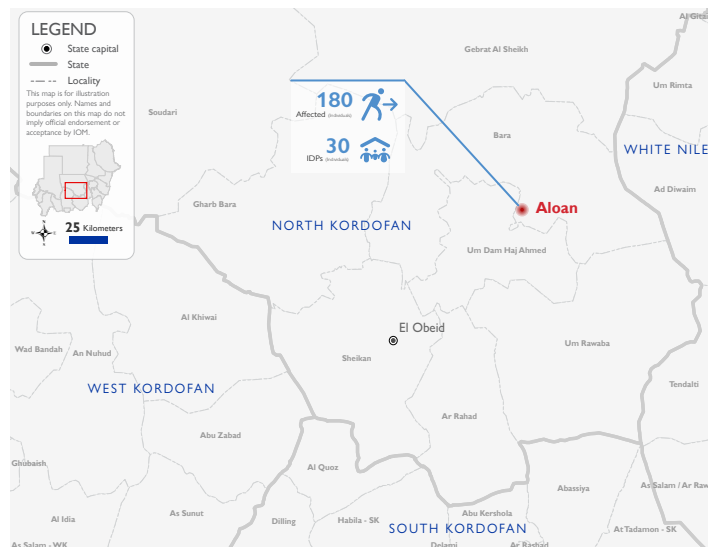 LEGEND
State capital
State
Locality
This map is for illustration
purposes only. Names and
boundaries on this map do not
imply official endorsement or
acceptance by IOM.
25 Kilometers
180
Affected (Individuals)
30
IDPs (Individuals)
Gebrat Al Sheikh
Um Rimta
Soudari
Bara
WHITE NILE
Ad Diwaim
Gharb Bara
Aloan
NORTH KORDOFAN
Um Dam Haj Ahmed
Al Khiwai
El Obeid
Wad Bandah
An Nuhud
Sheikan
Um Rawaba
WEST KORDOFAN
Tendalti
Ar Rahad
Abu Zabad
Ghubaish
Al Quoz
Abassiya
As Salam / Ar Raw
Al Idia
As Sunut
Dilling
Habila - SK
Abu Kershola
SOUTH KORDOFAN
At Tadamon - SK
As Salam - WK
Delami
Ar Rashad